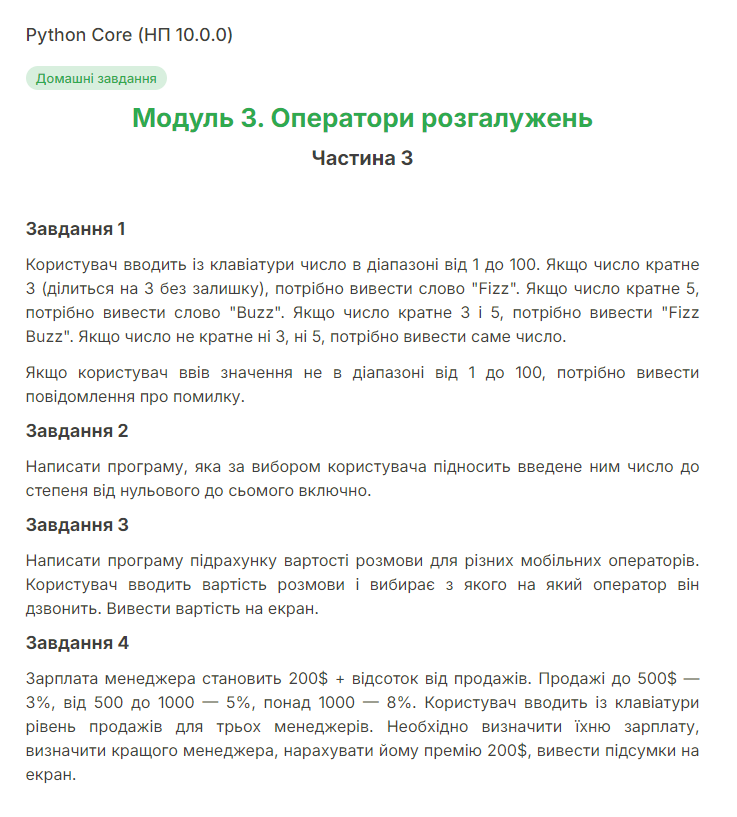 Python Core (НП 10.0.0)
Домашні завдання
Модуль 3. Оператори розгалужень
Частина 3
Завдання 1
Користувач вводить із клавіатури число в діапазоні від 1 до 100. Якщо число кратне
3 (ділиться на 3 без залишку), потрібно вивести слово "Fizz". Якщо число кратне 5,
потрібно вивести слово "Buzz". Якщо число кратне 3 і 5, потрібно вивести "Fizz
Buzz". Якщо число не кратне ні 3, ні 5, потрібно вивести саме число.
Якщо користувач ввів значення не в діапазоні від 1 до 100, потрібно вивести
повідомлення про помилку.
Завдання 2
Написати програму, яка за вибором користувача підносить введене ним число до
степеня від нульового до сьомого включно.
Завдання 3
Написати програму підрахунку вартості розмови для різних мобільних операторів.
Користувач вводить вартість розмови і вибирає з якого на який оператор він
дзвонить. Вивести вартість на екран.
Завдання 4
Зарплата менеджера становить 200$ + відсоток від продажів. Продажі до 500$ —
3%, від 500 до 1000 — 5%, понад 1000 — 8%. Користувач вводить із клавіатури
рівень продажів для трьох менеджерів. Необхідно визначити їхню зарплату,
визначити кращого менеджера, нарахувати йому премію 200$, вивести підсумки на
екран.